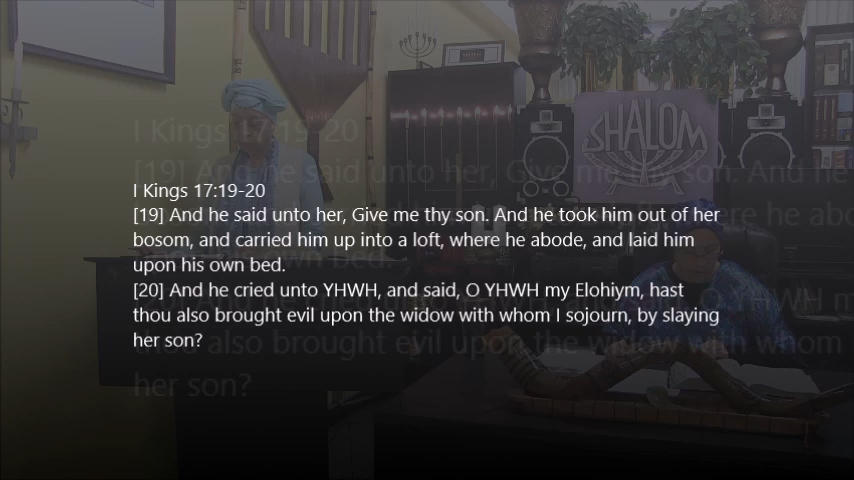 SHALOM
I Kings 17:19-20
[19] And he said unto her, Give me thy son. And he took him out of her
bosom, and carried him up into a loft, where he abode, and laid him
upon his own bed.
[20] And he cried unto YHWH, and said, O YHWH my Elohiym, hast
thou also brought evil upon the widow with whom I sojourn, by slaying
her son?